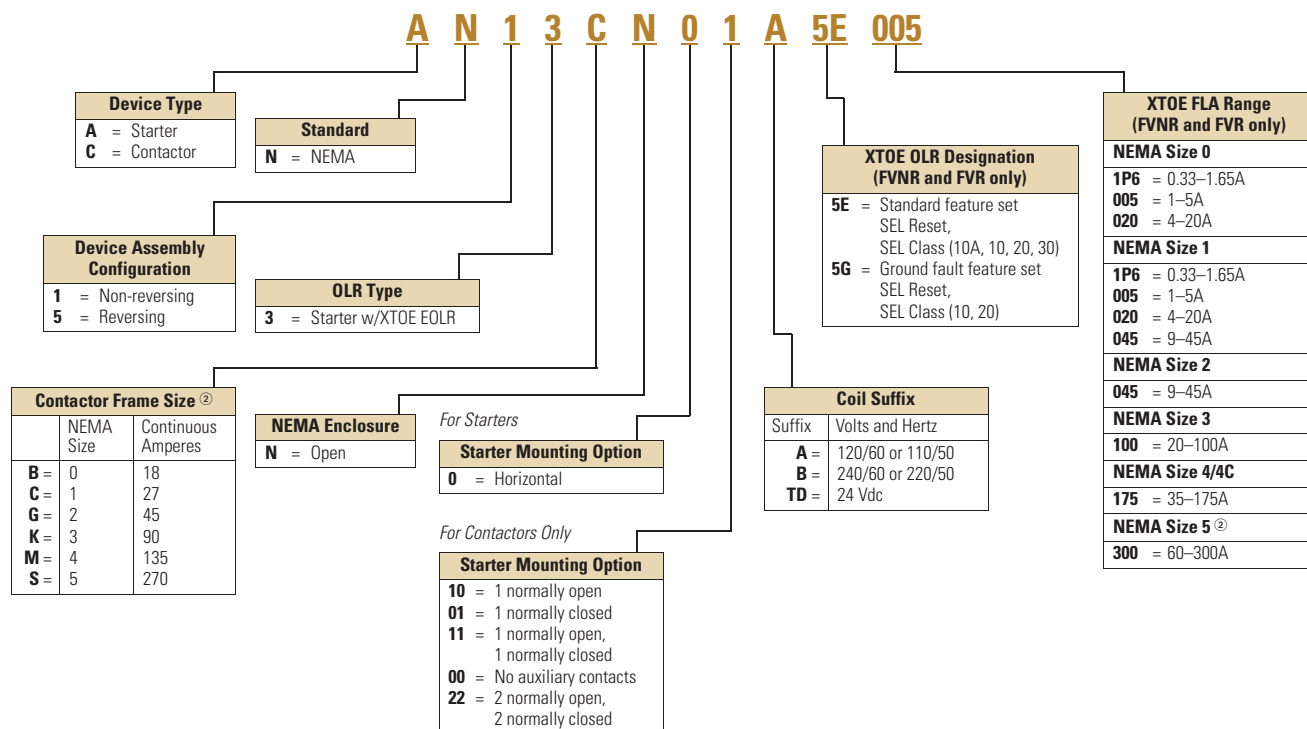 A N 1 3 C N 0 1 A 5E 005
Device Type
A = Starter
C = Contactor
Standard
N = NEMA
Device Assembly
Configuration
1 = Non-reversing
5 = Reversing
OLR Type
3 = Starter w/XTOE EOLR
Contactor Frame Size ②
NEMA Size Continuous Amperes
B = 0 18
C = 1 27
G = 2 45
K = 3 90
M = 4 135
S = 5 270
NEMA Enclosure
N = Open
For Starters
Starter Mounting Option
0 = Horizontal
For Contactors Only
Starter Mounting Option
10 = 1 normally open
01 = 1 normally closed
11 = 1 normally open,
1 normally closed
00 = No auxiliary contacts
22 = 2 normally open,
2 normally closed
Coil Suffix
Suffix Volts and Hertz
A = 120/60 or 110/50
B = 240/60 or 220/50
TD = 24 Vdc
XTOE OLR Designation
(FVNR and FVR only)
5E = Standard feature set
SEL Reset,
SEL Class (10A, 10, 20, 30)
5G = Ground fault feature set
SEL Reset,
SEL Class (10, 20)
XTOE FLA Range
(FVNR and FVR only)
NEMA Size 0
1P6 = 0.33–1.65A
005 = 1–5A
020 = 4–20A
NEMA Size 1
1P6 = 0.33–1.65A
005 = 1–5A
020 = 4–20A
045 = 9–45A
NEMA Size 2
045 = 9–45A
NEMA Size 3
100 = 20–100A
NEMA Size 4/4C
175 = 35–175A
NEMA Size 5 ②
300 = 60–300A